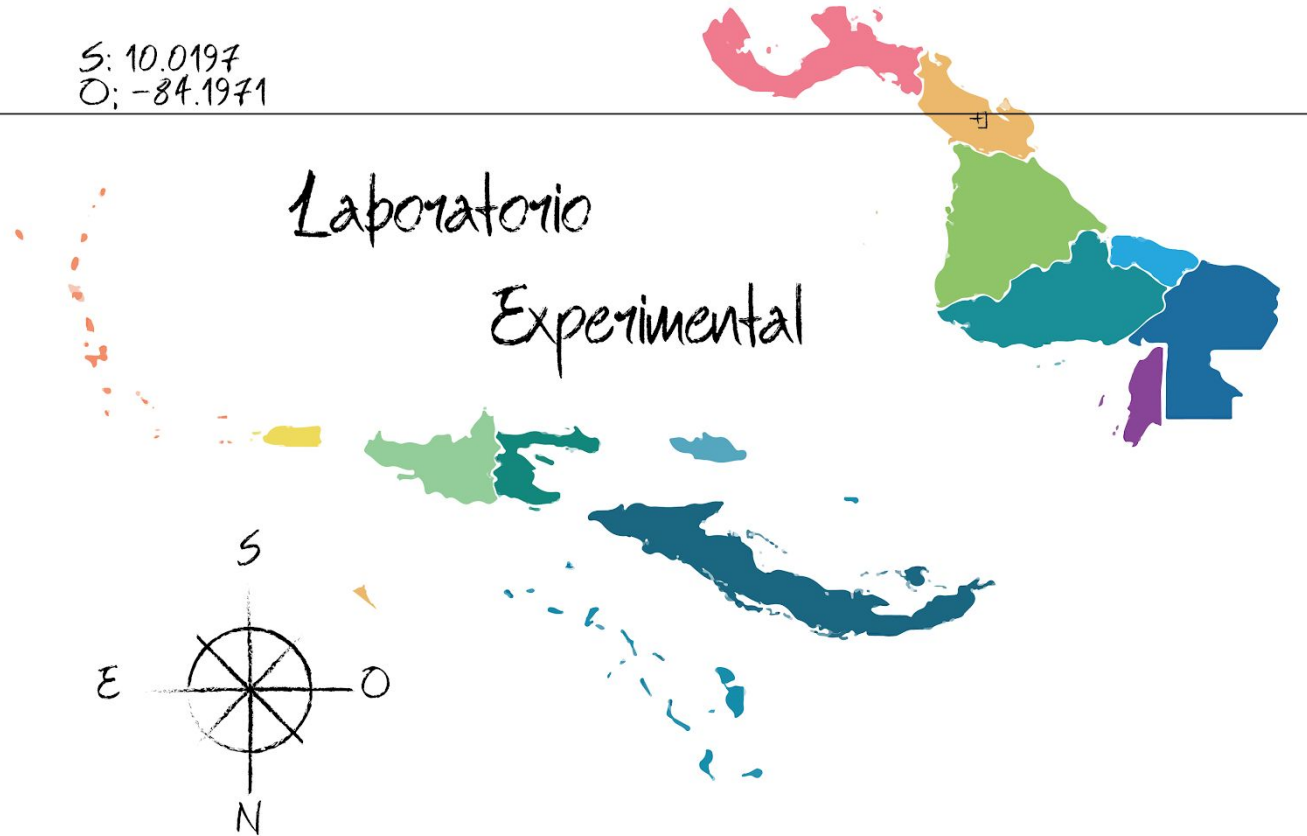 S: 10.0197
O: -84.1971
Laboratorio
Experimental
S
E
O
N